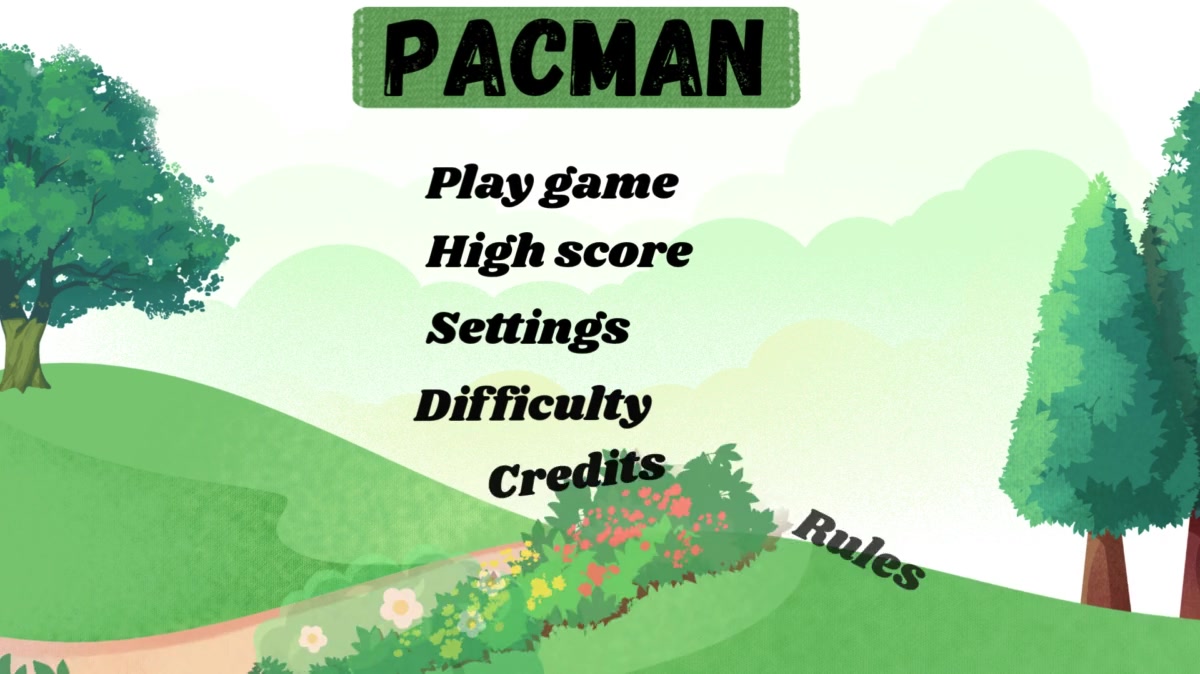 PACMAN
Play game
High score
Settings
Difficulty
Credits
Rules